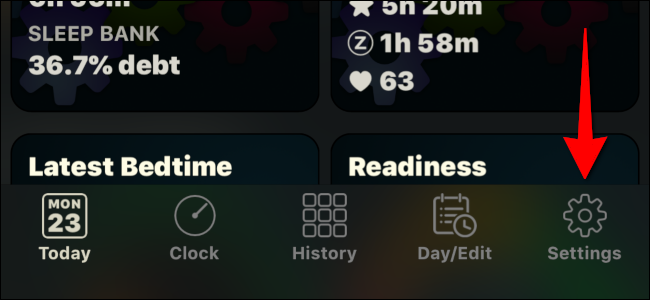 SLEEP BANK
36.7% debt
5h 20m
1h 58m
63
Latest Bedtime
Readiness
MON
23
Today
Clock
History
Day/Edit
Settings